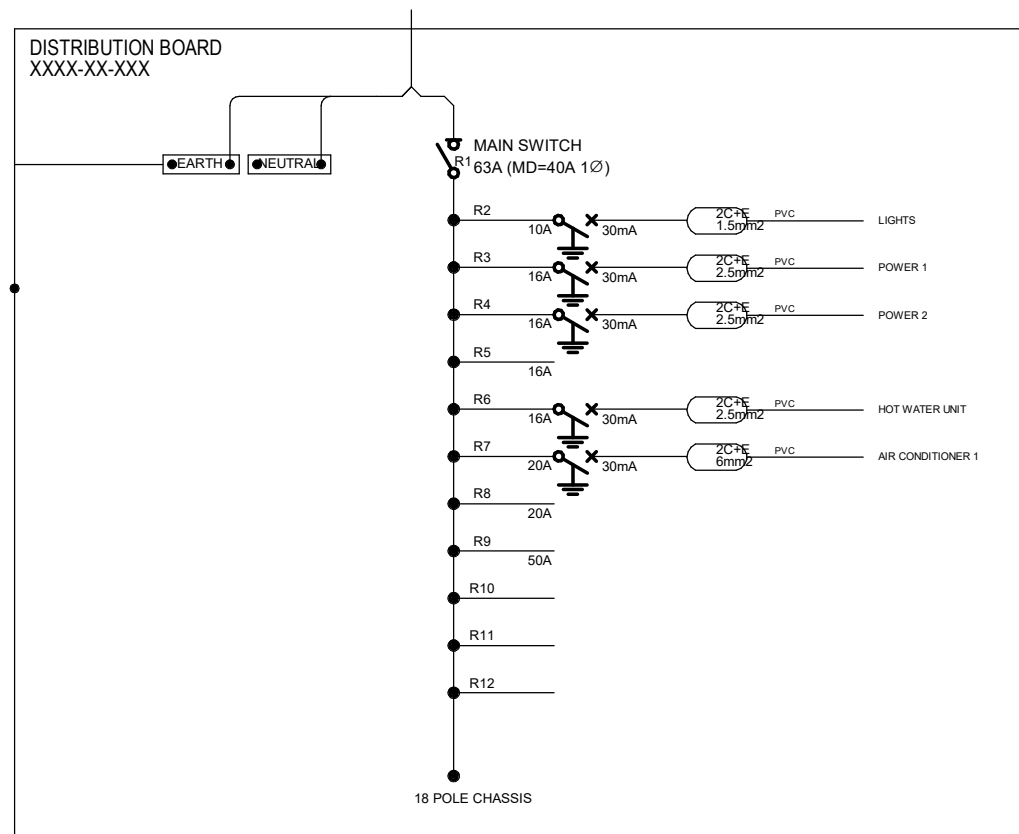 DISTRIBUTION BOARD
XXXX-XX-XXX
EARTH
NEUTRAL
R1
MAIN SWITCH
63A (MD=40A 1Ø)
R2
10A
30mA
2C+E
1.5mm2
PVC
LIGHTS
R3
16A
30mA
2C+E
2.5mm2
PVC
POWER 1
R4
16A
30mA
2C+E
2.5mm2
PVC
POWER 2
R5
16A
R6
16A
30mA
2C+E
2.5mm2
PVC
HOT WATER UNIT
R7
20A
30mA
2C+E
6mm2
PVC
AIR CONDITIONER 1
R8
20A
R9
50A
R10
R11
R12
18 POLE CHASSIS